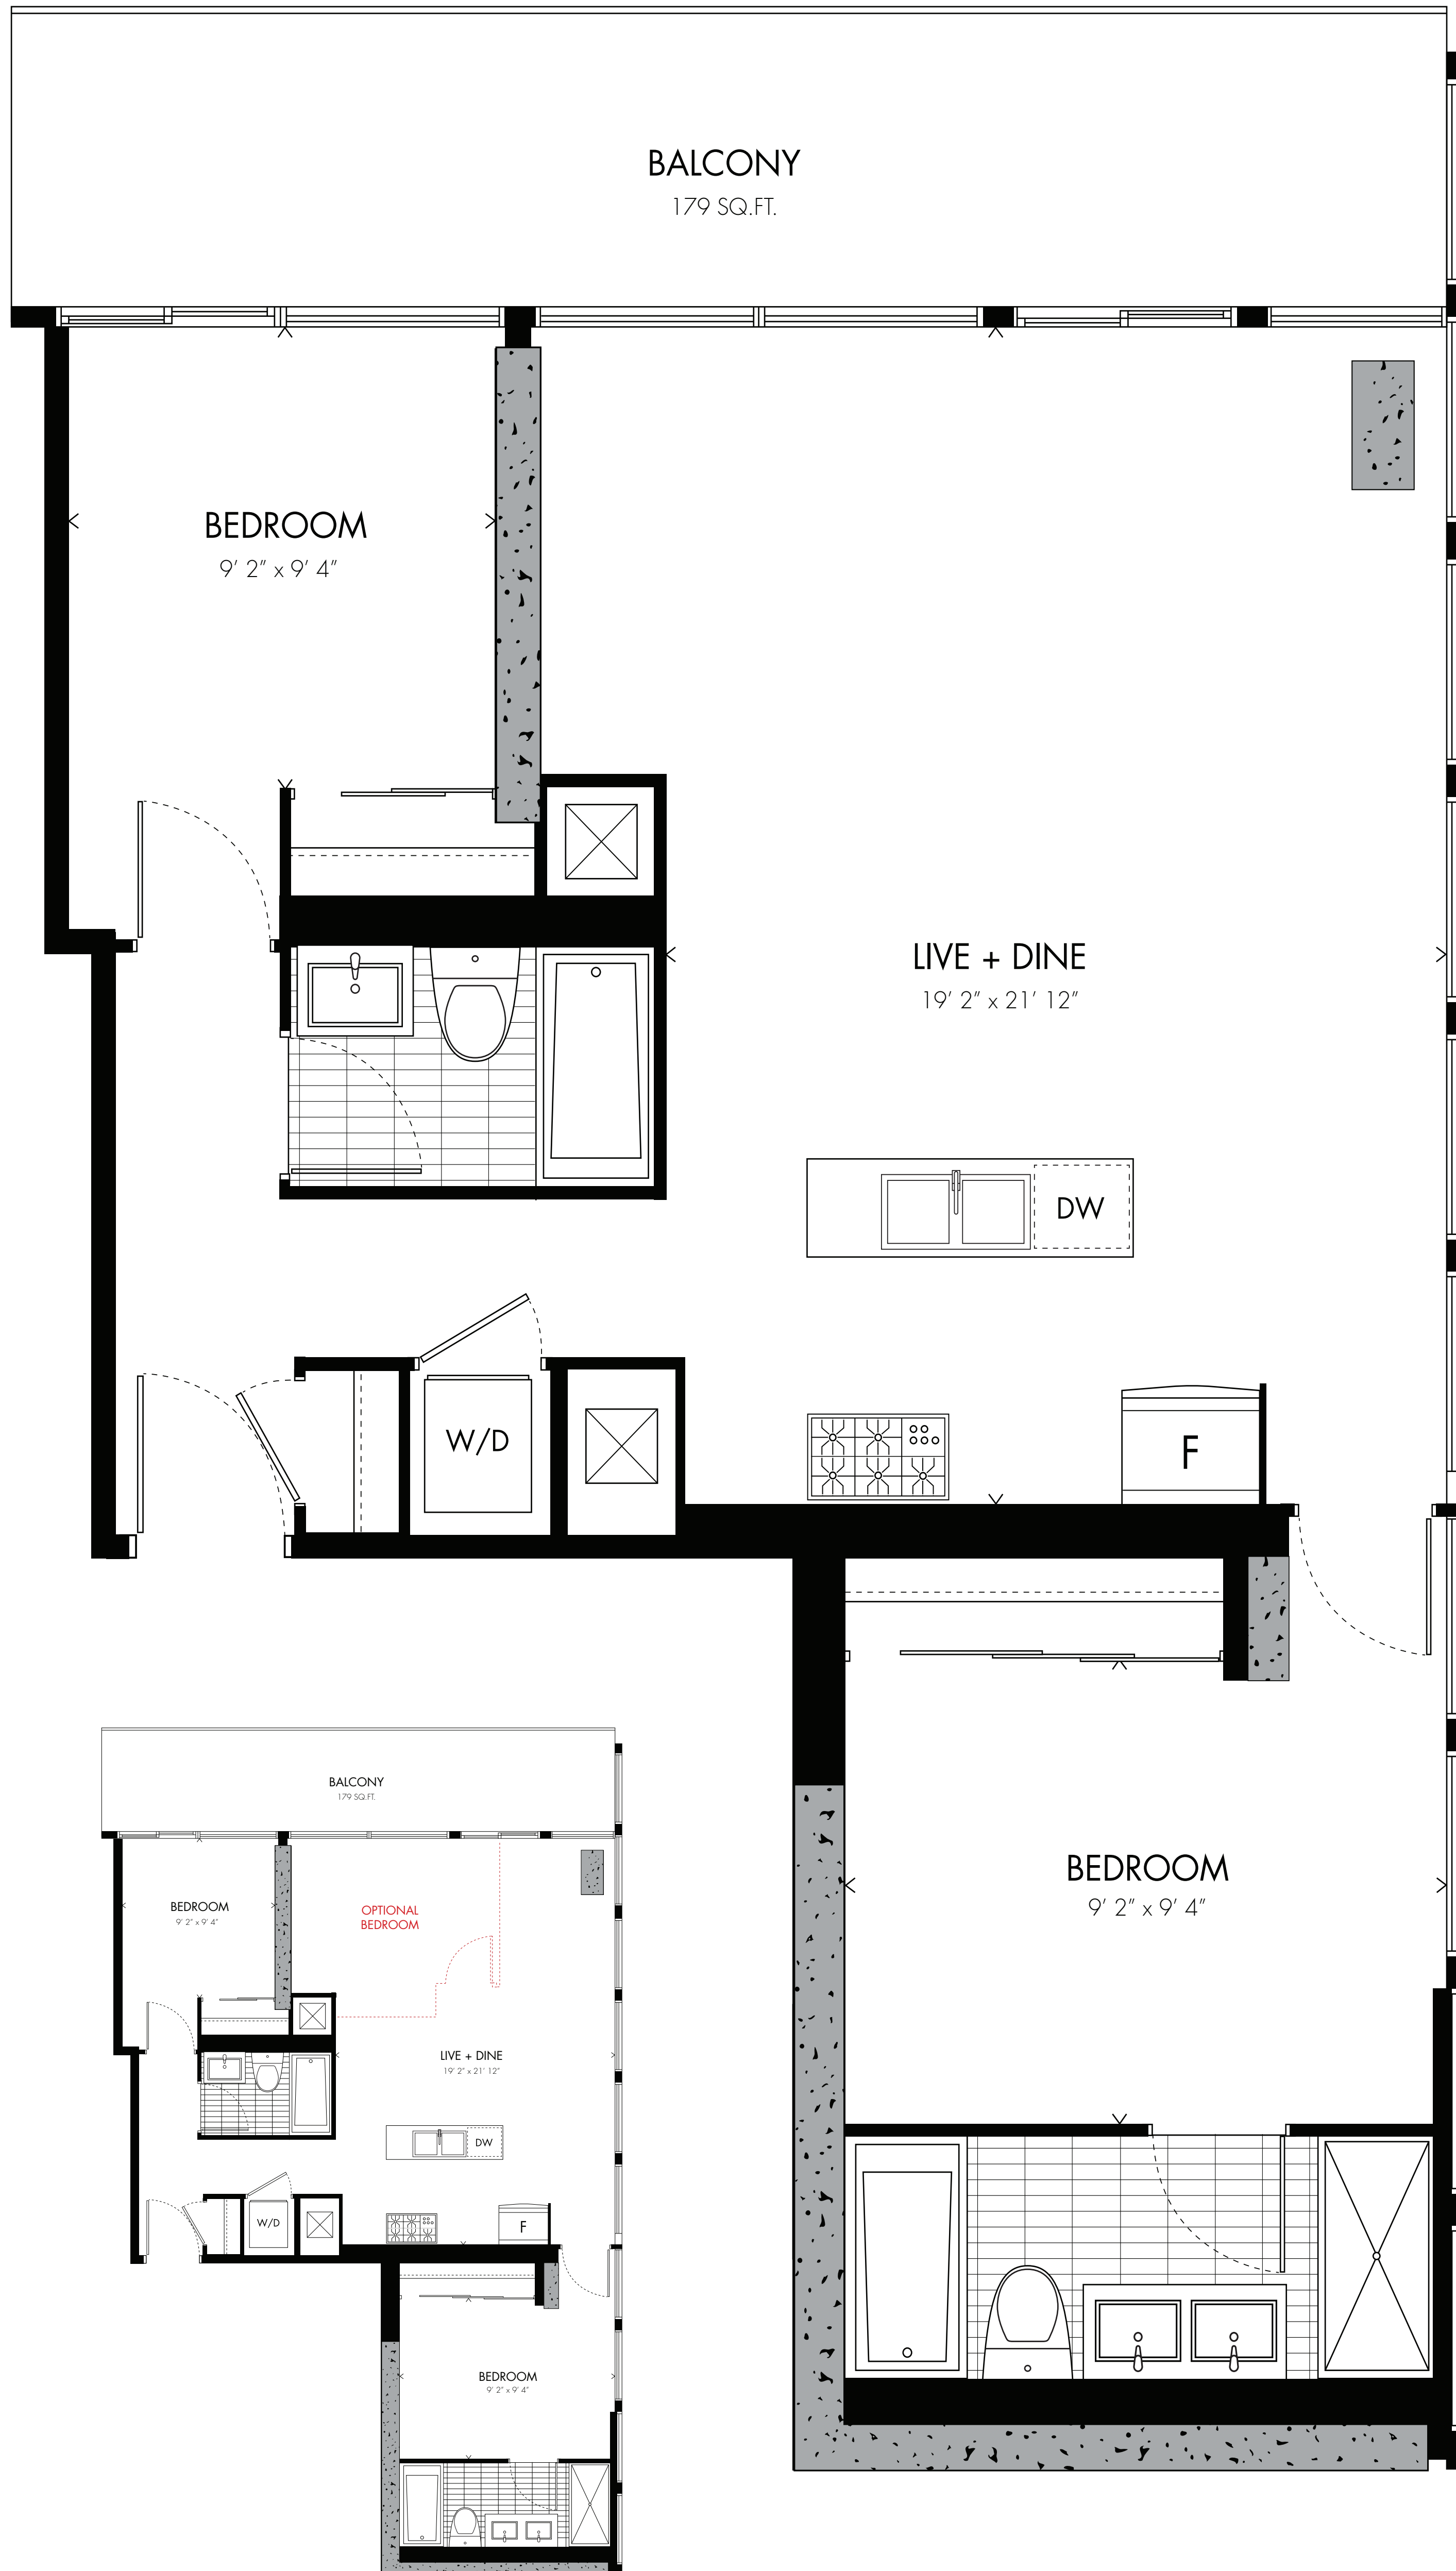 BALCONY
179 SQ.FT.
BEDROOM
9’ 2” x 9’ 4”
LIVE + DINE
19’ 2” x 21’ 12”
DW
W/D
F
BEDROOM
9’ 2” x 9’ 4”
BALCONY
179 SQ.FT.
BEDROOM
9’ 2” x 9’ 4”
OPTIONAL
BEDROOM
LIVE + DINE
19’ 2” x 21’ 12”
DW
W/D
F
BEDROOM
9’ 2” x 9’ 4”